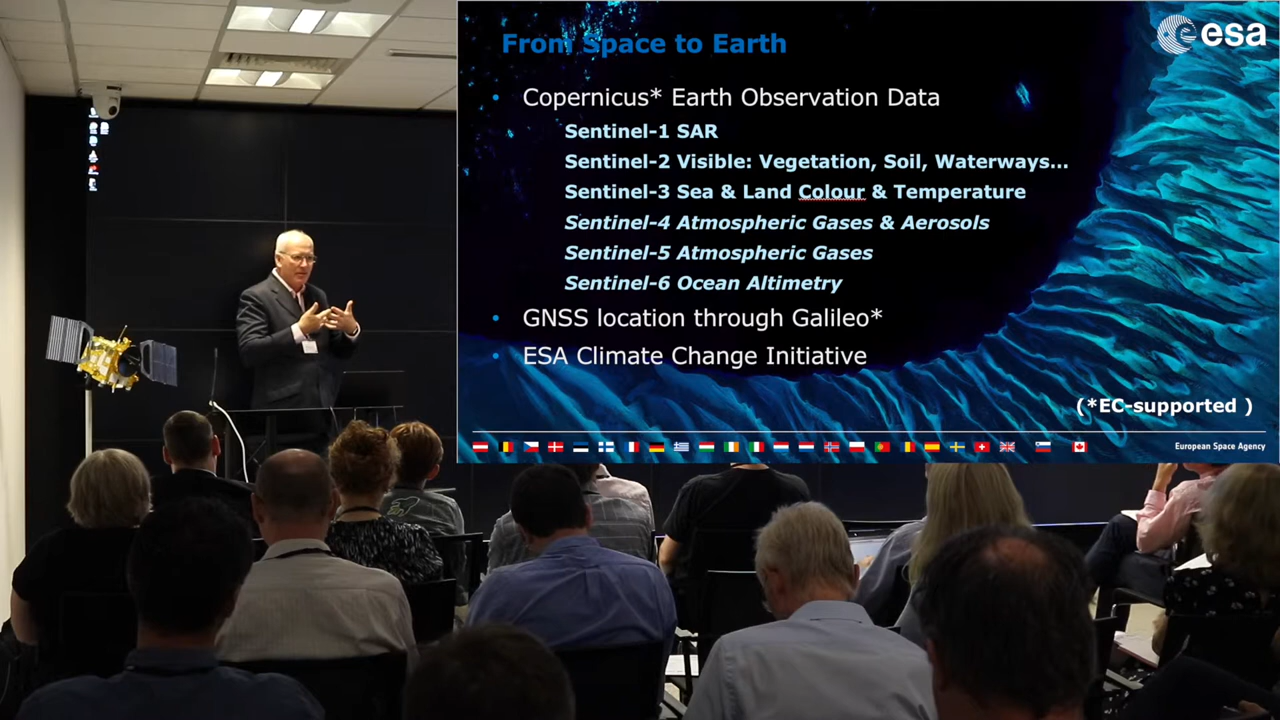 esa
From Space to Earth
• Copernicus* Earth Observation Data
Sentinel-1 SAR
Sentinel-2 Visible: Vegetation, Soil, Waterways...
Sentinel-3 Sea & Land Colour & Temperature
Sentinel-4 Atmospheric Gases & Aerosols
Sentinel-5 Atmospheric Gases
Sentinel-6 Ocean Altimetry
• GNSS location through Galileo*
• ESA Climate Change Initiative
(*EC-supported )
European Space Agency